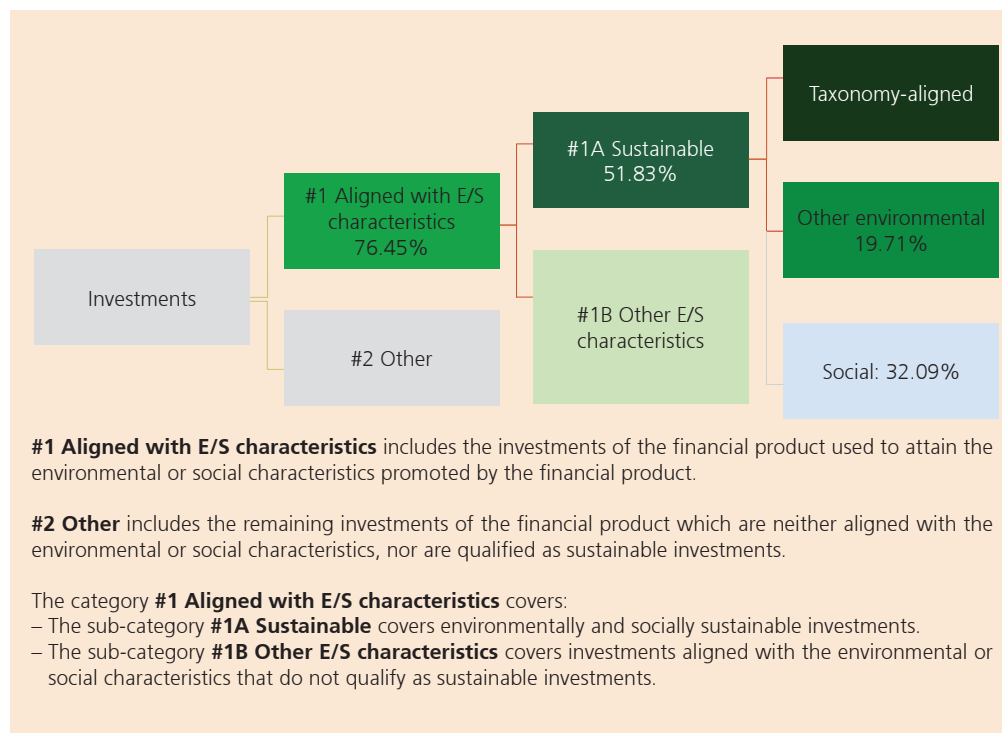 Taxonomy-aligned
#1A Sustainable
51.83%
#1 Aligned with E/S
characteristics
76.45%
Other environmental
19.71%
Investments
#1B Other E/S
characteristics
#2 Other
Social: 32.09%
#1 Aligned with E/S characteristics includes the investments of the financial product used to attain the
environmental or social characteristics promoted by the financial product.
#2 Other includes the remaining investments of the financial product which are neither aligned with the
environmental or social characteristics, nor are qualified as sustainable investments.
The category #1 Aligned with E/S characteristics covers:
– The sub-category #1A Sustainable covers environmentally and socially sustainable investments.
– The sub-category #1B Other E/S characteristics covers investments aligned with the environmental or
social characteristics that do not qualify as sustainable investments.